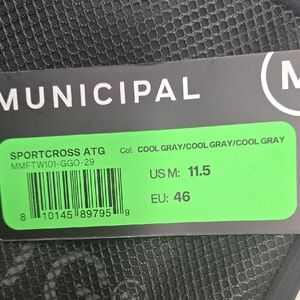 MUNICIPAL
M
SPORTCROSS ATG Col: COOL GRAY/COOL GRAY/COOL GRAY
MMFTW101-GGO-29
US M: 11.5
EU: 46
8 10145 89795 9